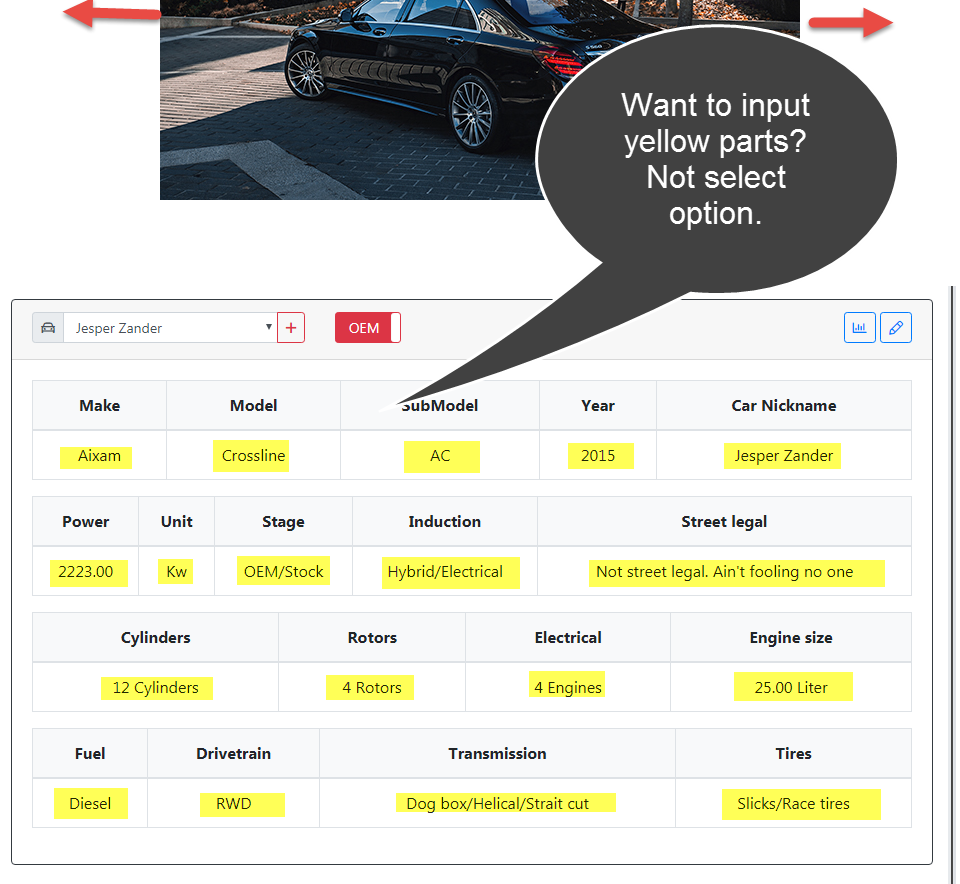 Want to input
yellow parts?
Not select
option.
Jesper Zander
+
OEM
Make Model SubModel Year Car Nickname
Aixam Crossline AC 2015 Jesper Zander
Power Unit Stage Induction Street legal
2223.00 Kw OEM/Stock Hybrid/Electrical Not street legal. Ain't fooling no one
Cylinders Rotors Electrical Engine size
12 Cylinders 4 Rotors 4 Engines 25.00 Liter
Fuel Drivetrain Transmission Tires
Diesel RWD Dog box/Helical/Strait cut Slicks/Race tires